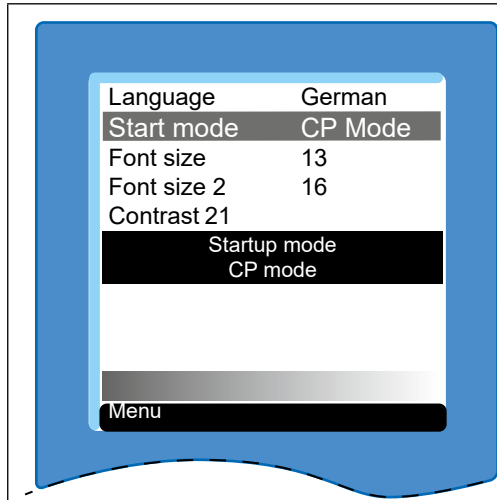 Language German
Start mode CP Mode
Font size 13
Font size 2 16
Contrast 21
Startup mode
CP mode
Menu